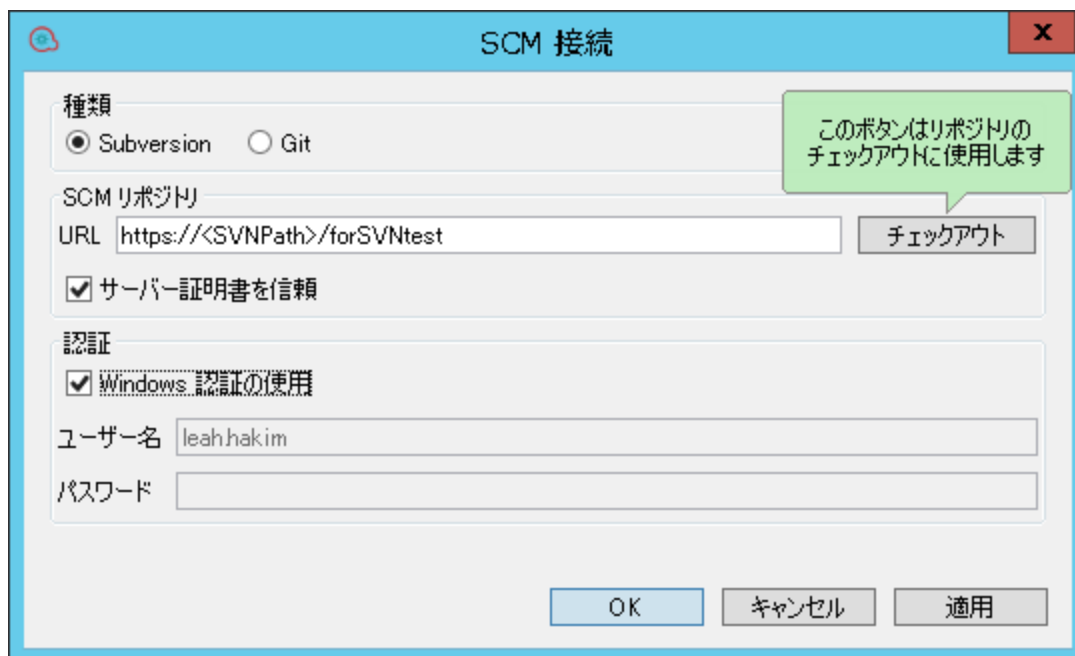 SCM 接続
x
種類
Subversion
Git
このボタンはリポジトリの
チェックアウトに使用します
SCM リポジトリ
URL https://<SVNPath>/forSVNtest
チェックアウト
サーバー証明書を信頼
認証
Windows 認証の使用
ユーザー名 leah.hakim
パスワード
OK
キャンセル
適用